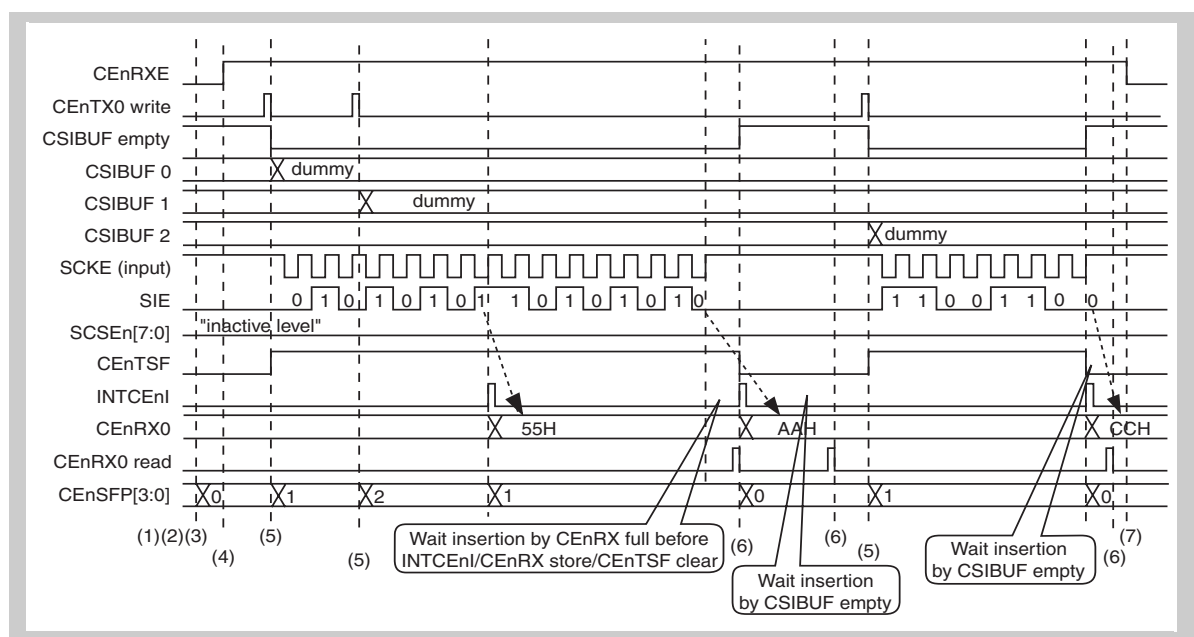 CEnRXE
CEnTX0 write
CSIBUF empty
CSIBUF 0
dummy
CSIBUF 1
dummy
CSIBUF 2
dummy
SCKE (input)
SIE
0 1 0 1 0 1 0 1 1 0 1 0 1 0 1 0 1 1 0 0 1 1 0 0
SCSEn[7:0]
"inactive level"
CEnTSF
INTCEnI
CEnRX0
55H
AAH
CCH
CEnRX0 read
CEnSFP[3:0]
0 1 2 1 0 1 0
(1)(2)(3)
(4)
(5)
(5)
Wait insertion by CEnRX full before
INTCEnI/CEnRX store/CEnTSF clear
(6)
Wait insertion
by CSIBUF empty
(6)
(5)
Wait insertion
by CSIBUF empty
(6)
(7)